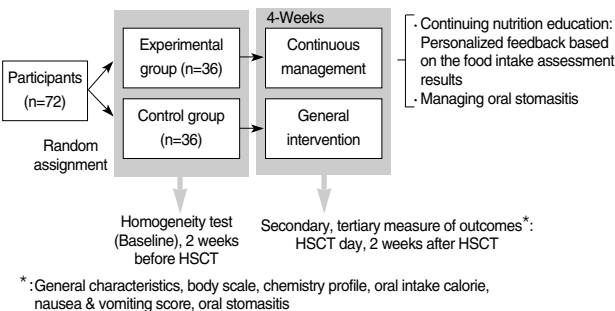 4-Weeks
Participants
(n=72)
Random
assignment
Experimental
group (n=36)
Control group
(n=36)
Continuous
management
General
intervention
· Continuing nutrition education:
Personalized feedback based
on the food intake assessment
results
· Managing oral stomasitis
Homogeneity test
(Baseline), 2 weeks
before HSCT
Secondary, tertiary measure of outcomes*:
HSCT day, 2 weeks after HSCT
*:General characteristics, body scale, chemistry profile, oral intake calorie,
nausea & vomiting score, oral stomasitis